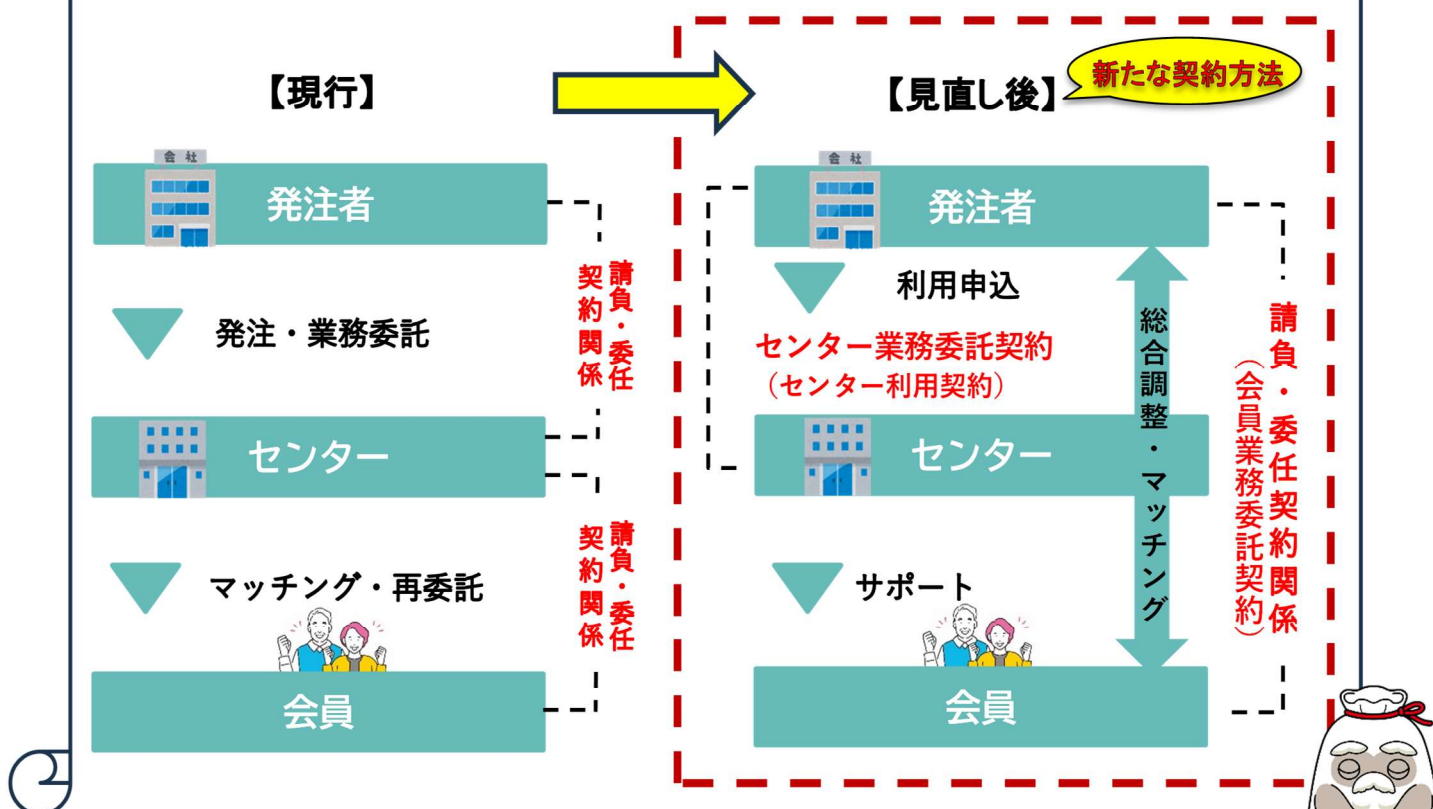 【現行】
会社
発注者
発注・業務委託
請負・委任
契約関係
センター
マッチング・再委託
請負・委任
契約関係
会員
【見直し後】
新たな契約方法
会社
発注者
利用申込
センター業務委託契約
（センター利用契約）
センター
サポート
会員
総合調整・マッチング
請負・委任契約関係
（会員業務委託契約）